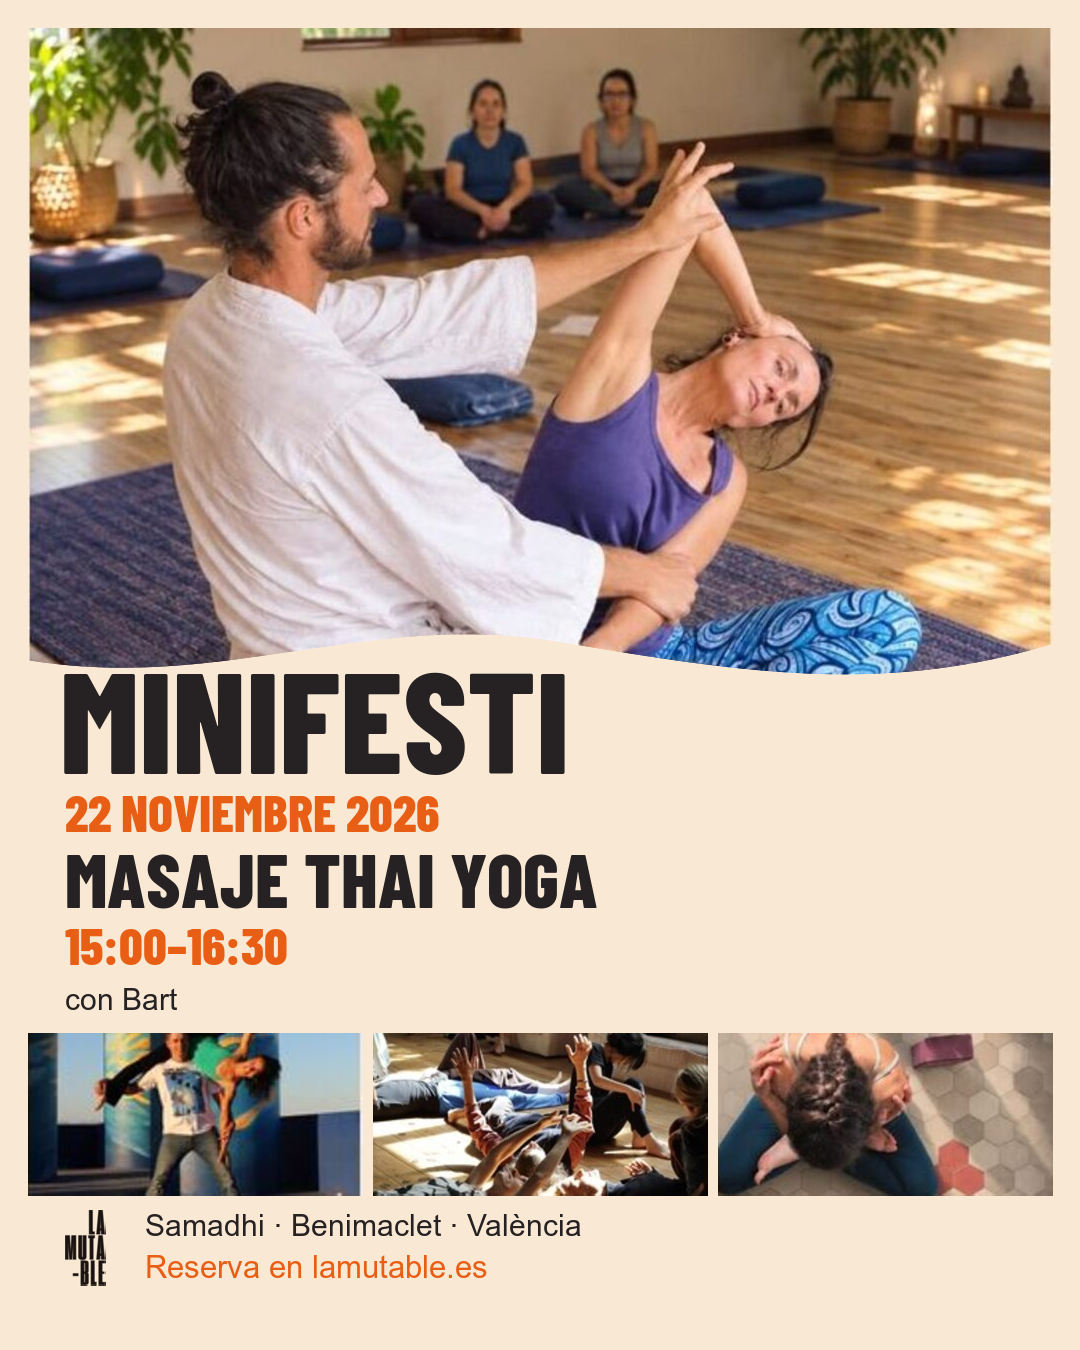 MINIFESTI
22 NOVIEMBRE 2026
MASAJE THAI YOGA
15:00–16:30
con Bart
LA
MUTA
-BLE
Samadhi · Benimaclet · València
Reserva en lamutable.es